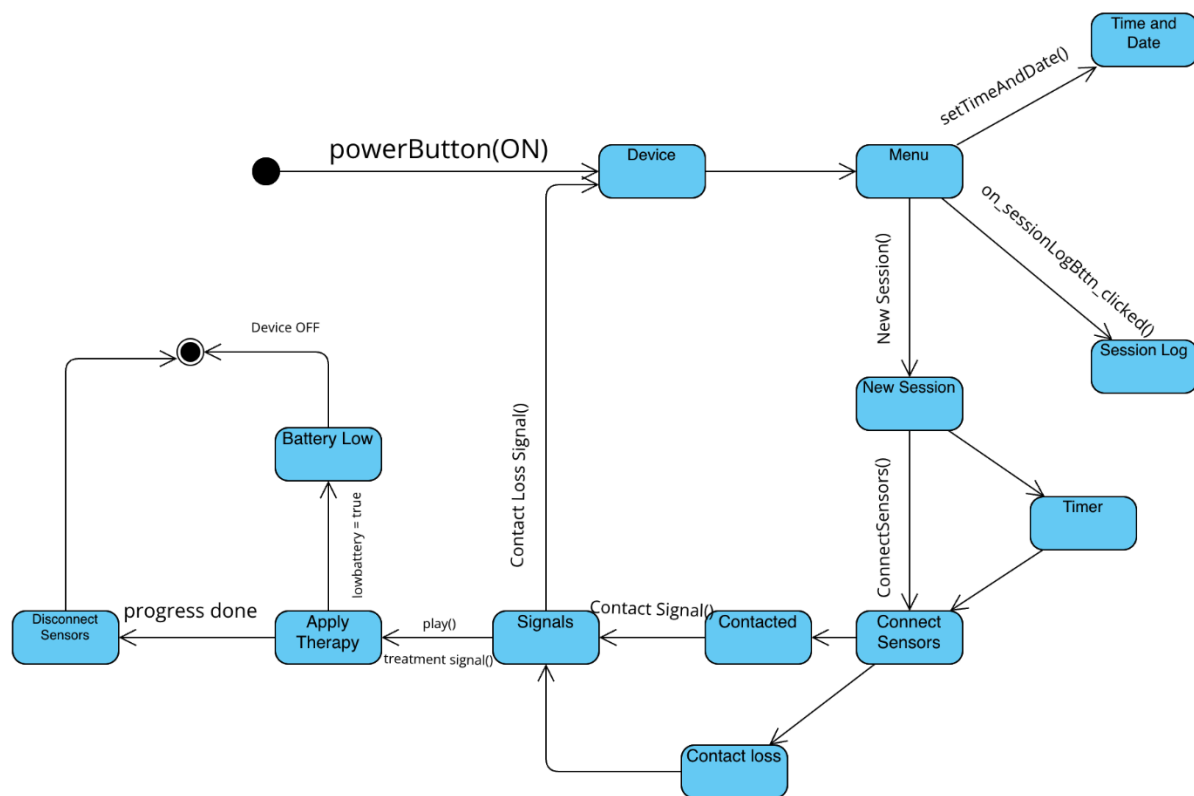 Time and
Date
setTimeAndDate()
powerButton(ON)
Device
Menu
on_sessionLogBttn_clicked()
New Session()
Device OFF
Session Log
New Session
Contact Loss Signal()
Battery Low
ConnectSensors()
lowbattery = true
Timer
progress done
Contact Signal()
Disconnect
Sensors
Apply
Therapy
play()
treatment signal()
Signals
Contacted
Connect
Sensors
Contact loss